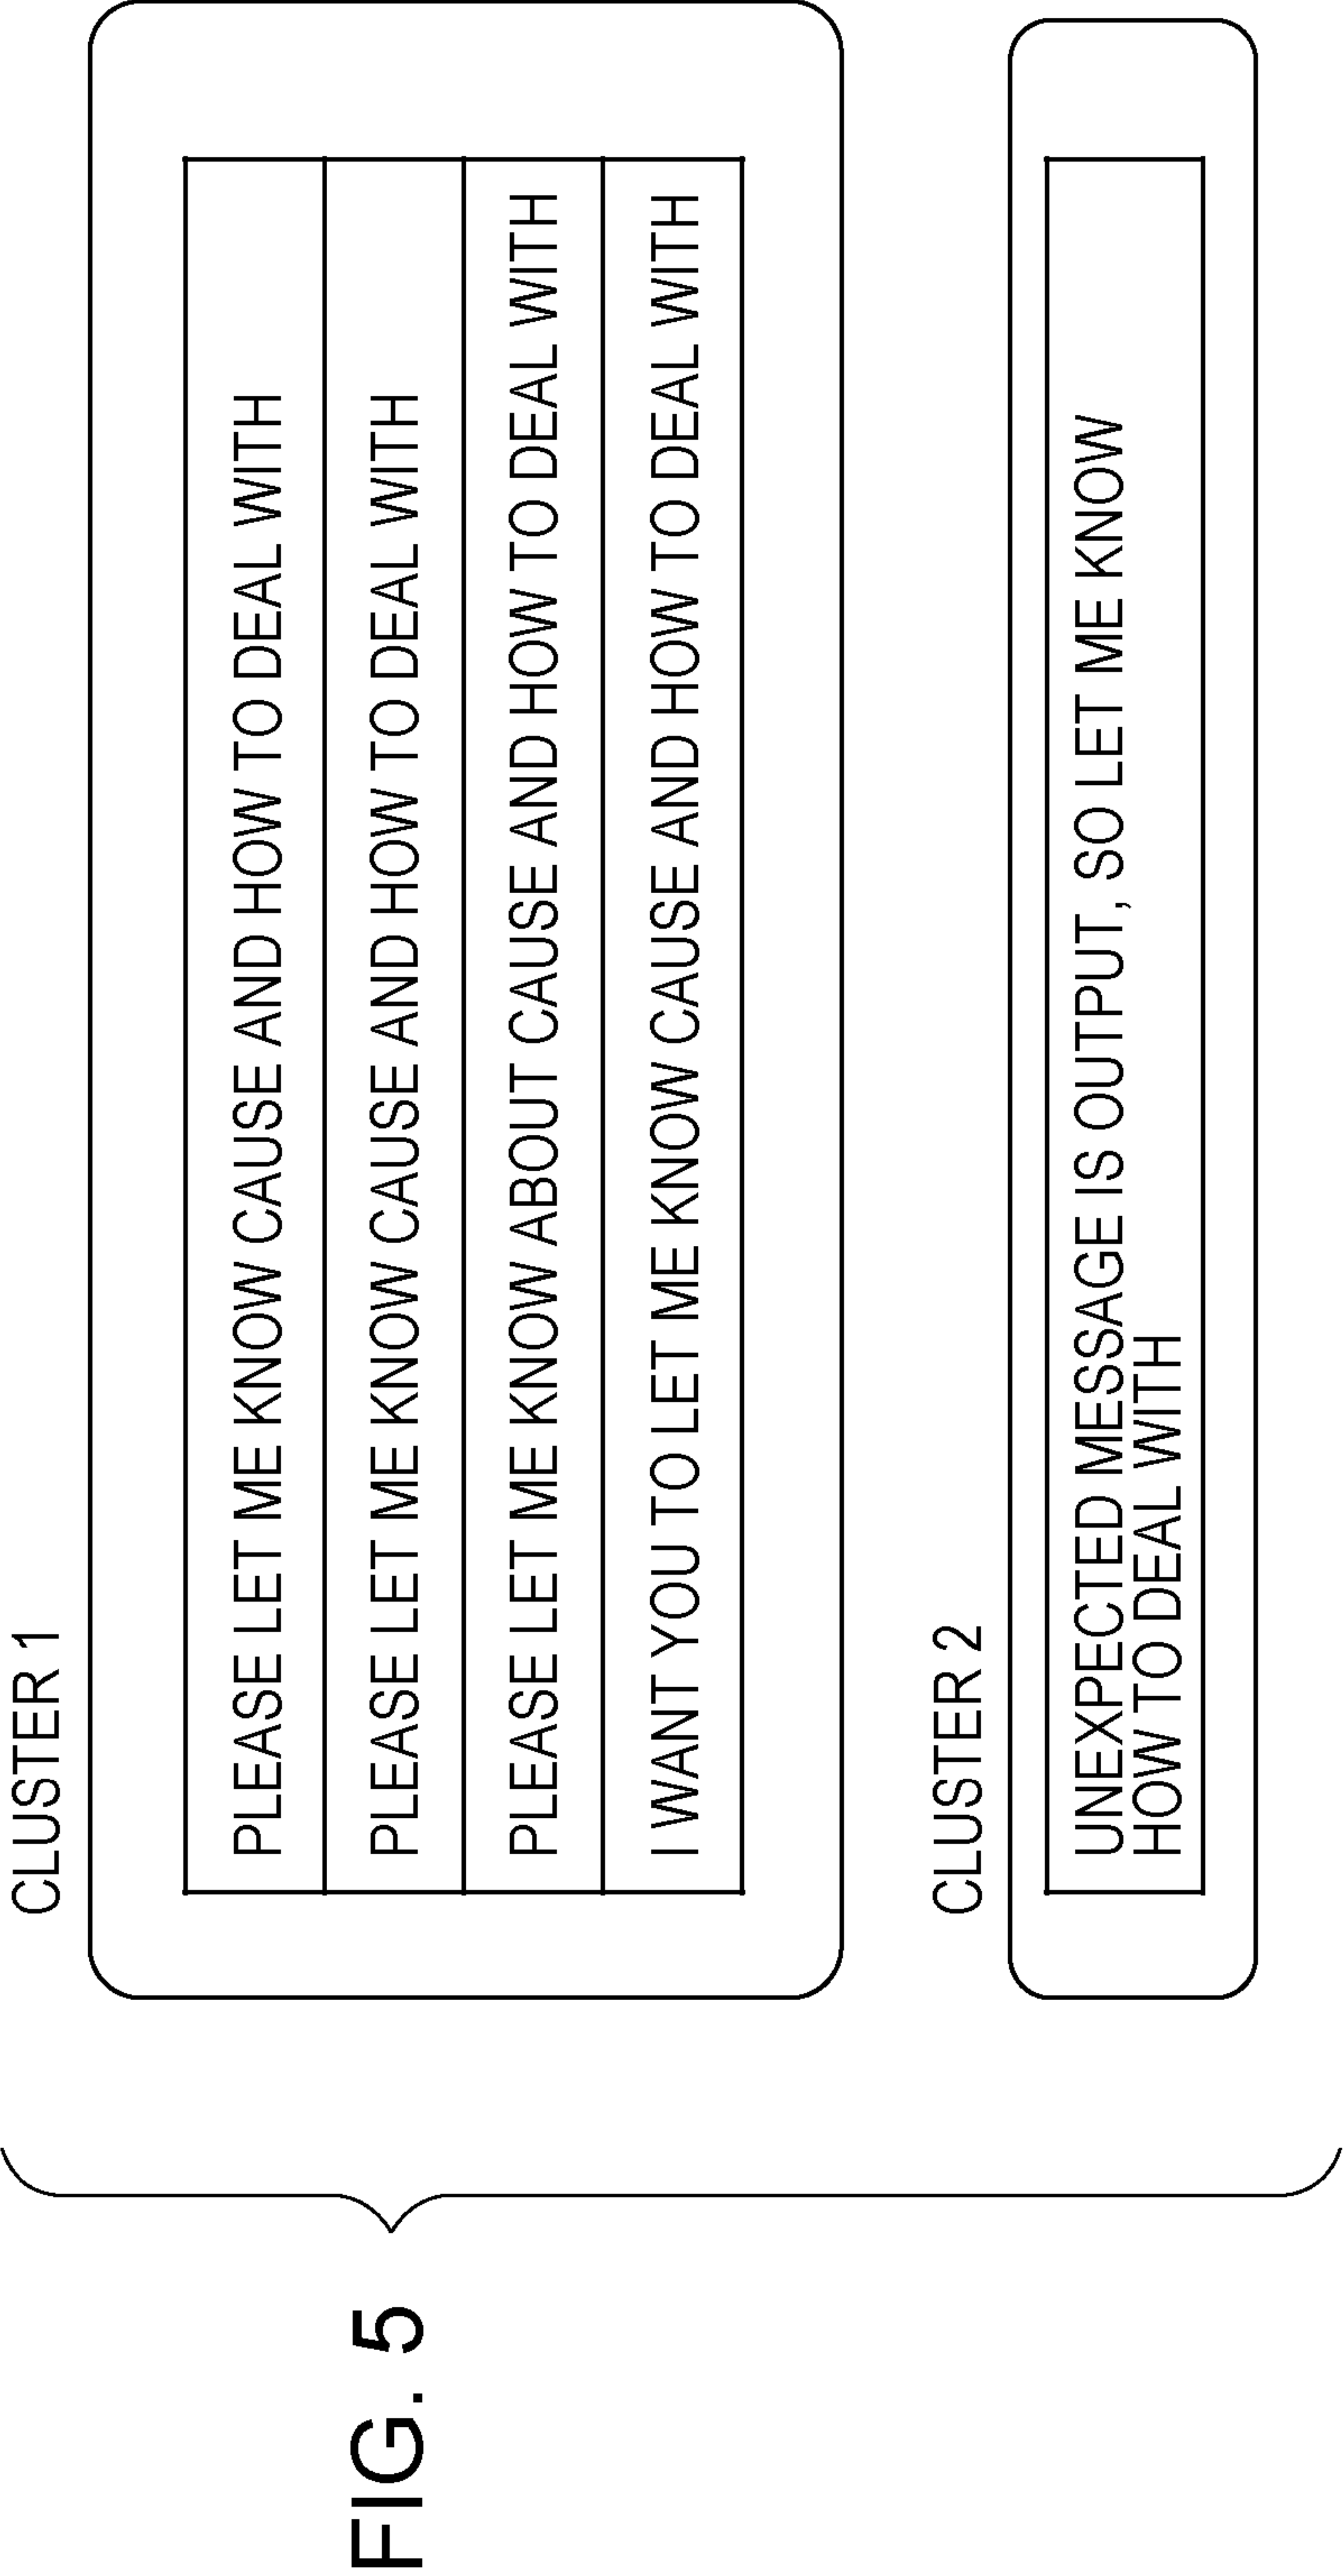 FIG. 5
CLUSTER 1
PLEASE LET ME KNOW CAUSE AND HOW TO DEAL WITH
PLEASE LET ME KNOW CAUSE AND HOW TO DEAL WITH
PLEASE LET ME KNOW ABOUT CAUSE AND HOW TO DEAL WITH
I WANT YOU TO LET ME KNOW CAUSE AND HOW TO DEAL WITH
CLUSTER 2
UNEXPECTED MESSAGE IS OUTPUT, SO LET ME KNOW
HOW TO DEAL WITH